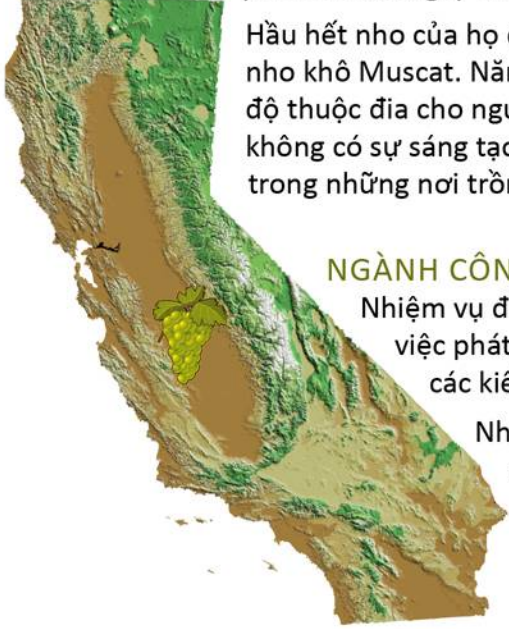 Hầu hết nho của họ
nho khô Muscat. Năm
độ thuộc địa cho ngư
không có sự sáng tạo
trong những nơi trồn
NGÀNH CÔN
Nhiệm vụ đ
việc phát
các kiể
Nh